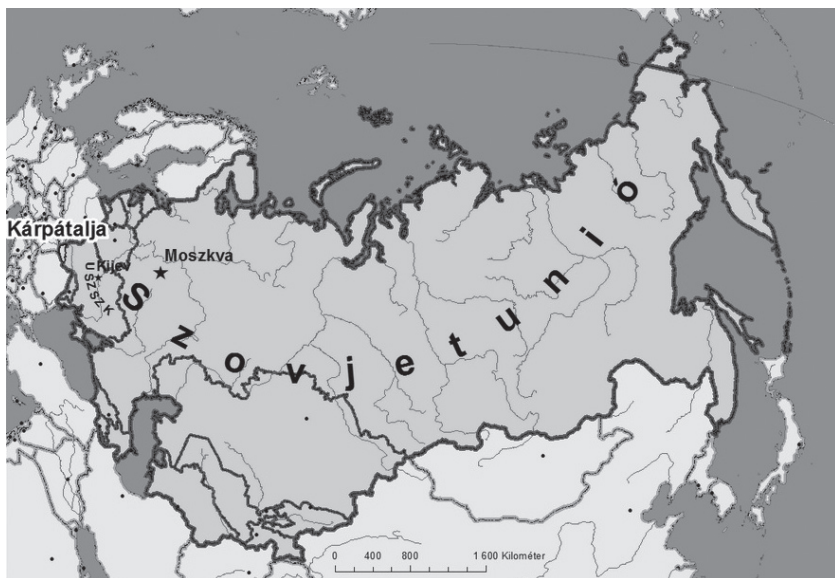 Kárpátalja
Kijev
USZSZK
Moszkva
Szovjetunió
0 400 800 1 600 Kilométer